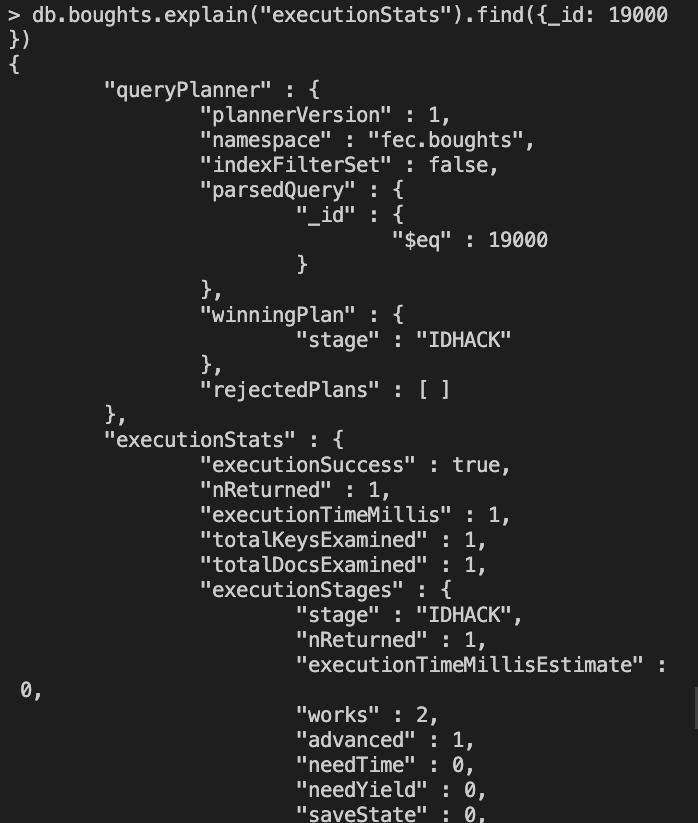 > db.boughts.explain("executionStats").find({_id: 19000
})
{
        "queryPlanner" : {
                "plannerVersion" : 1,
                "namespace" : "fec.boughts",
                "indexFilterSet" : false,
                "parsedQuery" : {
                        "_id" : {
                                "$eq" : 19000
                        }
                },
                "winningPlan" : {
                        "stage" : "IDHACK"
                },
                "rejectedPlans" : [ ]
        },
        "executionStats" : {
                "executionSuccess" : true,
                "nReturned" : 1,
                "executionTimeMillis" : 1,
                "totalKeysExamined" : 1,
                "totalDocsExamined" : 1,
                "executionStages" : {
                        "stage" : "IDHACK",
                        "nReturned" : 1,
                        "executionTimeMillisEstimate" :
 0,
                        "works" : 2,
                        "advanced" : 1,
                        "needTime" : 0,
                        "needYield" : 0,
                        "saveState" : 0,